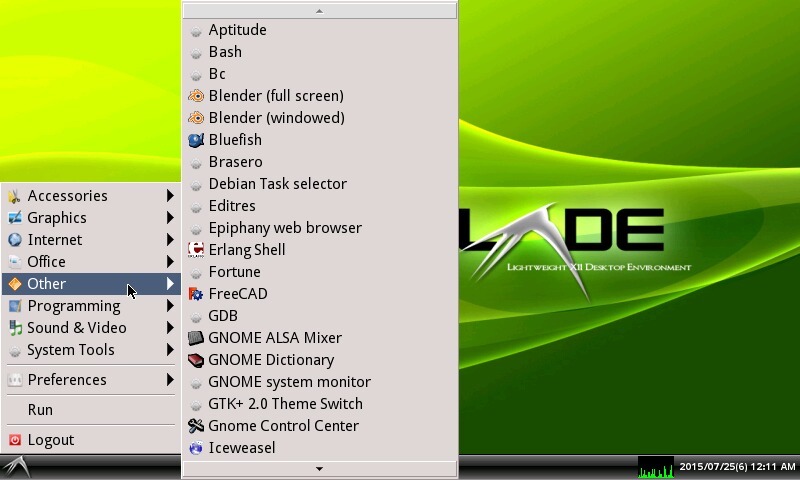 Aptitude
Bash
Bc
Blender (full screen)
Blender (windowed)
Bluefish
Brasero
Debian Task selector
Editres
Epiphany web browser
Erlang Shell
Fortune
FreeCAD
GDB
GNOME ALSA Mixer
GNOME Dictionary
GNOME system monitor
GTK+ 2.0 Theme Switch
Gnome Control Center
Iceweasel
Accessories
Graphics
Internet
Office
Other
Programming
Sound & Video
System Tools
Preferences
Run
Logout
LADE
LIGHTWEIGHT XII DESKTOP ENVIRONMENT
2015/07/25(6) 12:11 AM